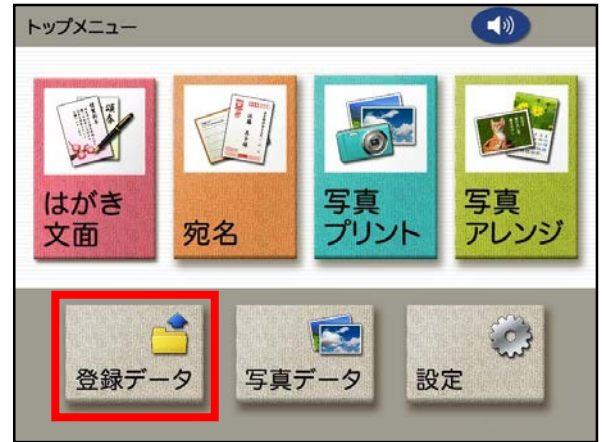 トップメニュー
はがき
文面
宛名
写真
プリント
写真
アレンジ
登録データ
写真データ
設定